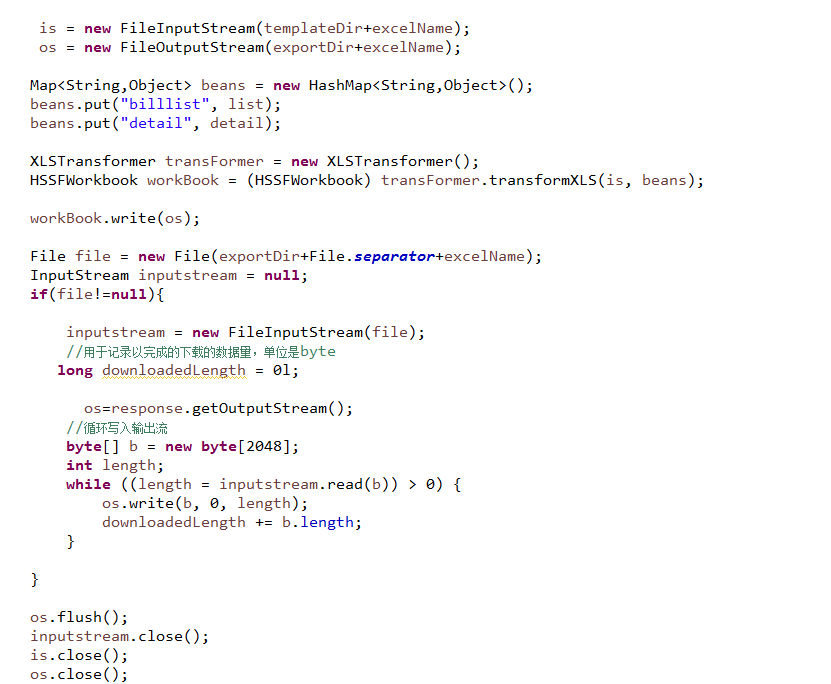 is = new FileInputStream(templateDir+excelName);
os = new FileOutputStream(exportDir+excelName);
Map<String,Object> beans = new HashMap<String,Object>();
beans.put("billlist", list);
beans.put("detail", detail);
XLSTransformer transFormer = new XLSTransformer();
HSSFWorkbook workBook = (HSSFWorkbook) transFormer.transformXLS(is, beans);
workBook.write(os);
File file = new File(exportDir+File.separator+excelName);
InputStream inputstream = null;
if(file!=null){
inputstream = new FileInputStream(file);
//用于记录以完成的下载的数据量，单位是byte
long downloadedLength = 0l;
os=response.getOutputStream();
//循环写入输出流
byte[] b = new byte[2048];
int length;
while ((length = inputstream.read(b)) > 0) {
os.write(b, 0, length);
downloadedLength += b.length;
}
}
os.flush();
inputstream.close();
is.close();
os.close();